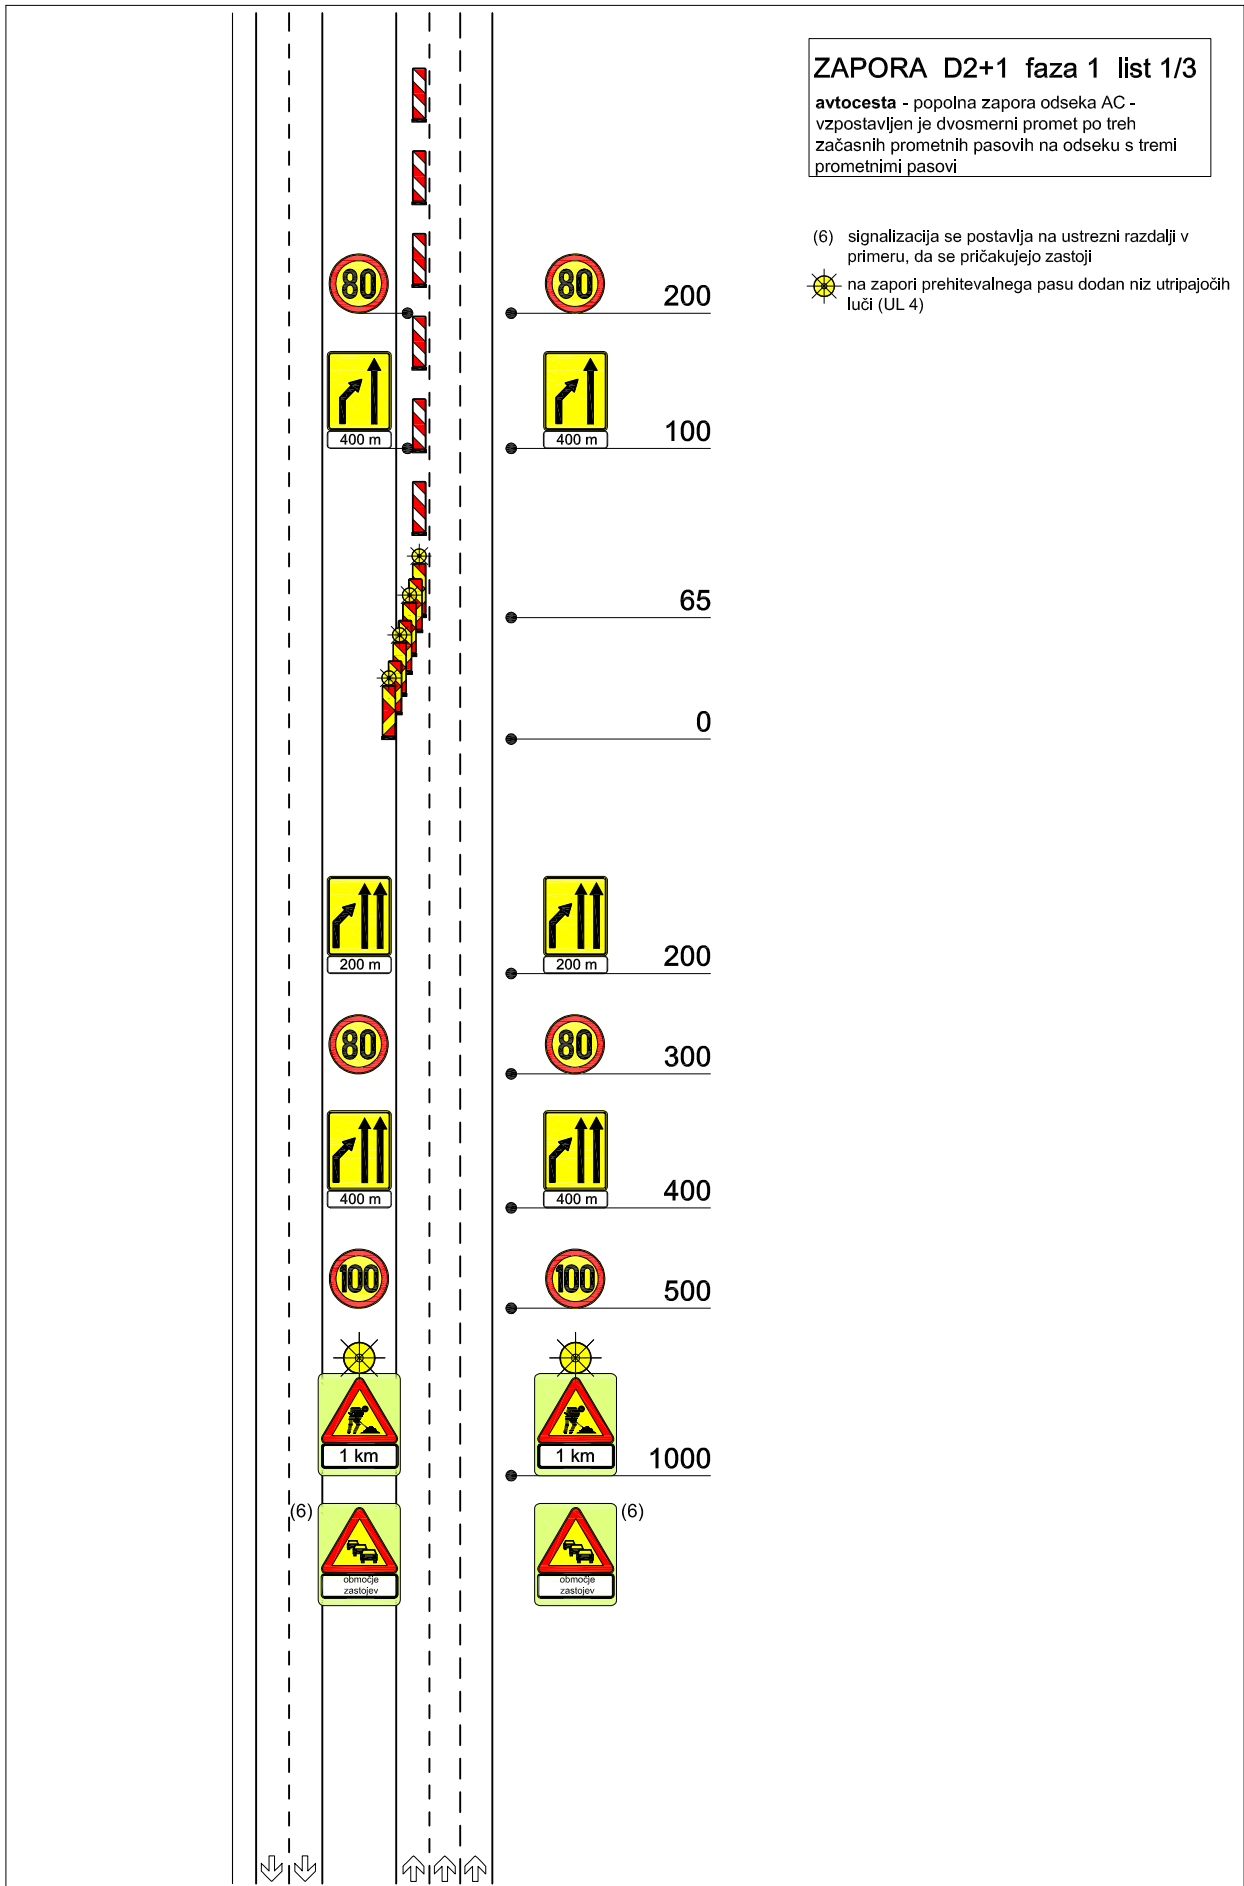 ZAPORA D2+1 faza 1 list 1/3
avtocesta - popolna zapora odseka AC -
vzpostavljen je dvosmerni promet po treh
začasnih prometnih pasovih na odseku s tremi
prometnimi pasovi
(6) signalizacija se postavlja na ustrezni razdalji v
primeru, da se pričakujejo zastoji
na zapori prehitevalnega pasu dodan niz utripajočih
luči (UL 4)
80 80 200
400 m 400 m 100
65
0
200 m 200 m 200
80 80 300
400 m 400 m 400
100 100 500
1 km 1 km 1000
(6) (6)
območje območje
zastojev zastojev